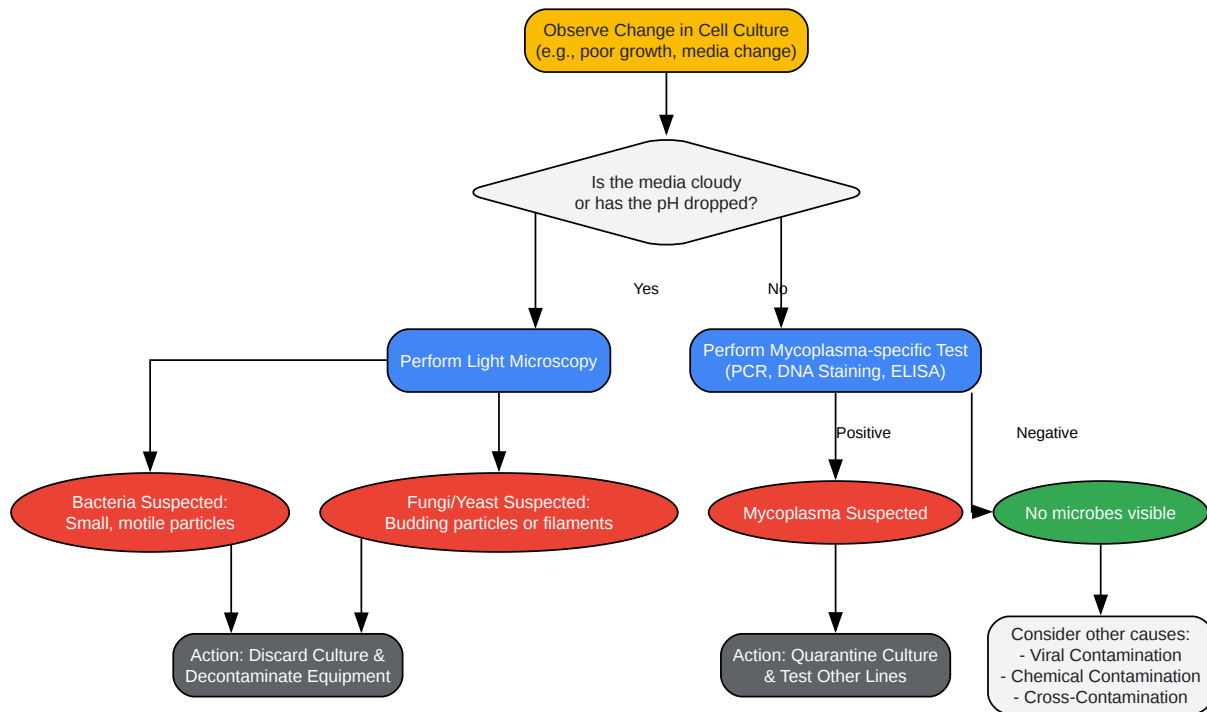 Observe Change in Cell Culture
(e.g., poor growth, media change)
Is the media cloudy
or has the pH dropped?
Yes
No
Perform Light Microscopy
Perform Mycoplasma-specific Test
(PCR, DNA Staining, ELISA)
Positive
Negative
Bacteria Suspected:
Small, motile particles
Fungi/Yeast Suspected:
Budding particles or filaments
Mycoplasma Suspected
No microbes visible
Action: Discard Culture &
Decontaminate Equipment
Action: Quarantine Culture
& Test Other Lines
Consider other causes:
- Viral Contamination
- Chemical Contamination
- Cross-Contamination